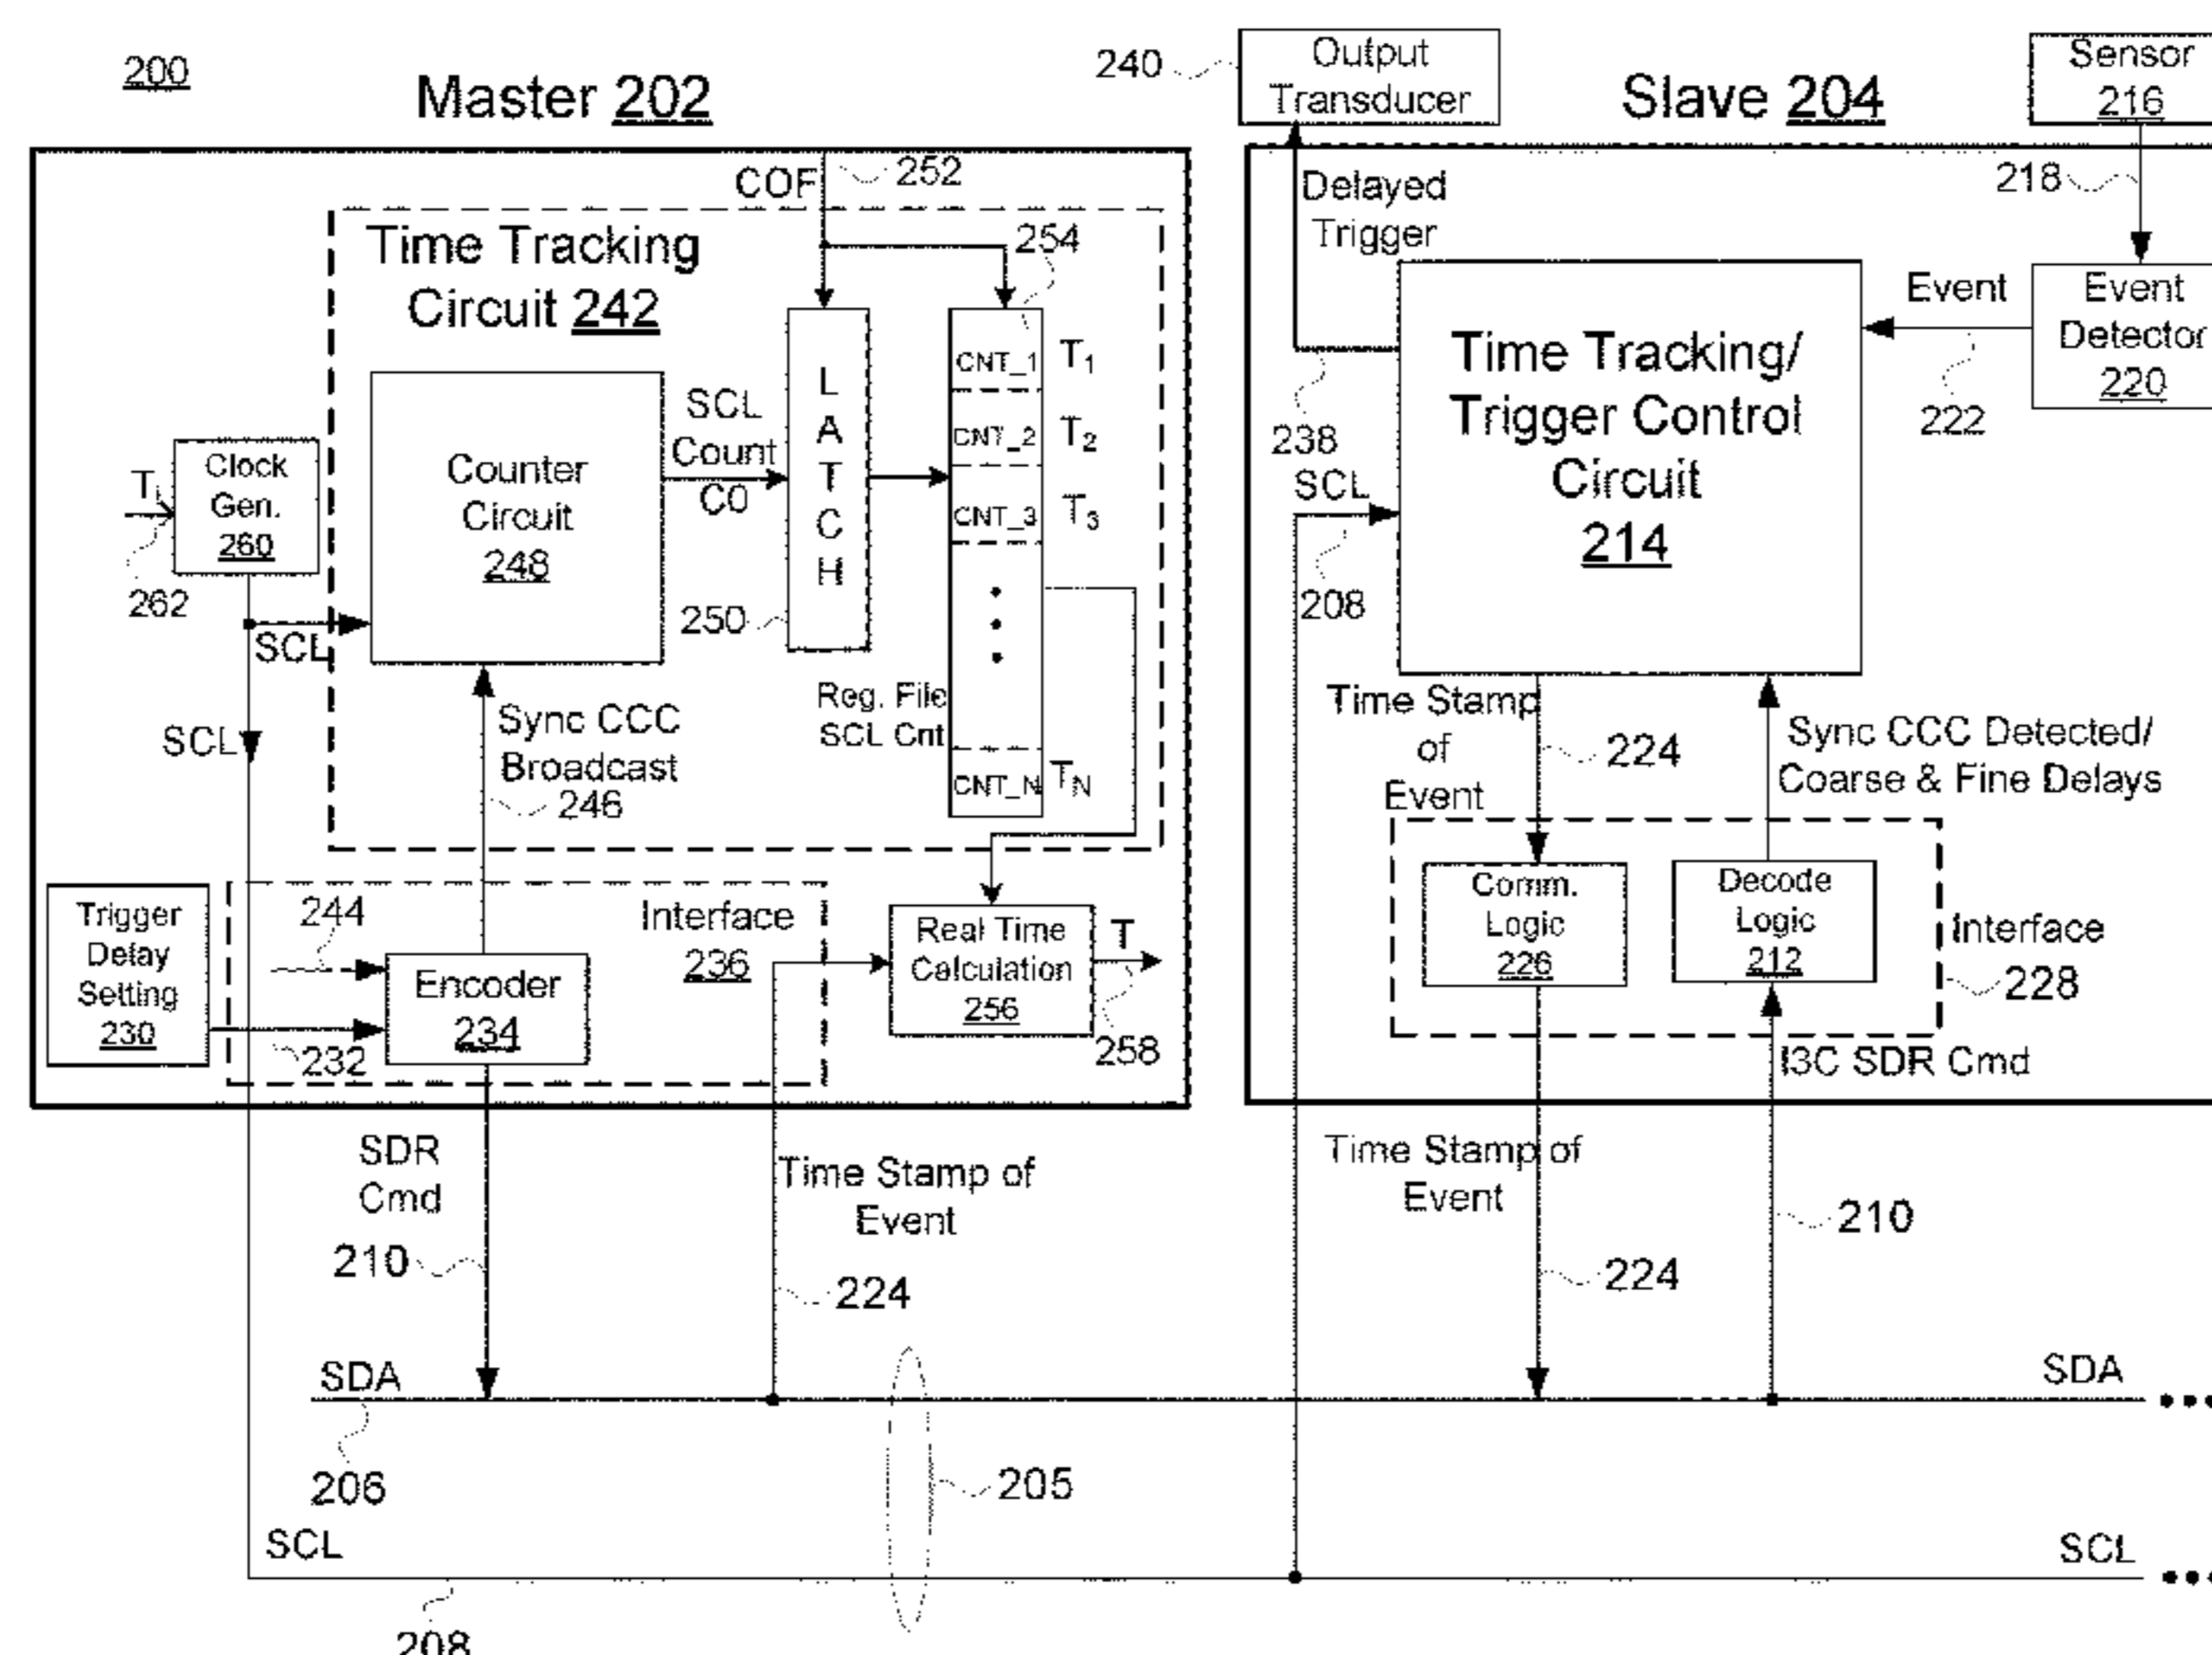 200
Master 202
240
Output
Transducer
Slave 204
Sensor
216
COF
252
Delayed
Trigger
218
Time Tracking
Circuit 242
254
Event
Event
Detector
220
222
Time Tracking/
Trigger Control
Circuit
214
238
SCL
208
Clock
Gen.
260
262
SCL
Counter
Circuit
248
SCL
Count
C0
L
A
T
C
H
250
CNT_1 T1
CNT_2 T2
CNT_3 T3
CNT_N TN
Reg. File
SCL Cnt
SCL
Sync CCC
Broadcast
246
Time Stamp
of
Event
224
Sync CCC Detected/
Coarse & Fine Delays
Trigger
Delay
Setting
230
244
232
Encoder
234
Interface
236
Real Time
Calculation
256
T
258
Comm.
Logic
226
Decode
Logic
212
Interface
228
I3C SDR Cmd
SDR
Cmd
210
Time Stamp of
Event
224
Time Stamp of
Event
224
210
SDA
206
205
SDA
SCL
208
SCL